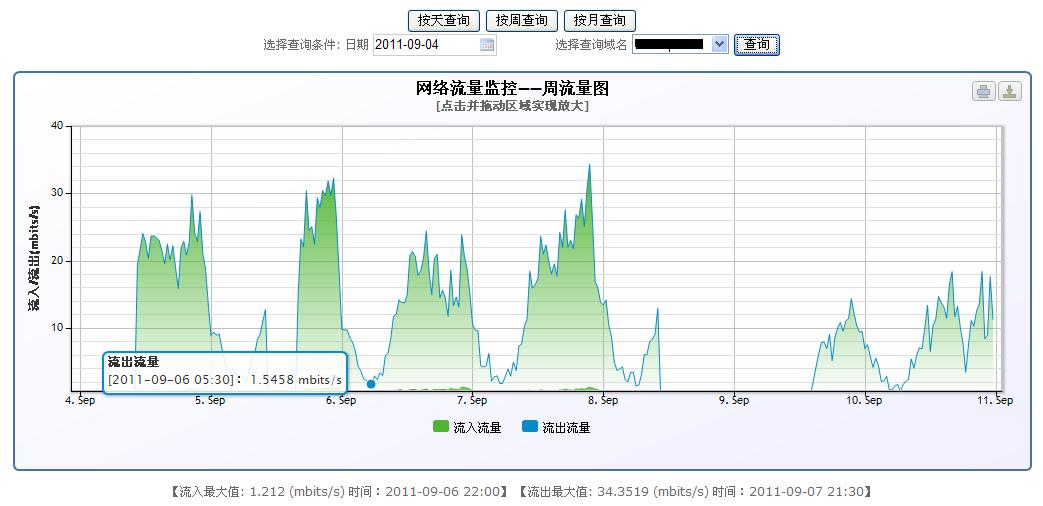 按天查询 按周查询 按月查询
选择查询条件: 日期 2011-09-04 选择查询域名 查询
网络流量监控——周流量图
[点击并拖动区域实现放大]
流入/流出(mbits/s)
40
30
20
10
流出流量
[2011-09-06 05:30]: 1.5458 mbits/s
4. Sep 5. Sep 6. Sep 7. Sep 8. Sep 9. Sep 10. Sep 11. Sep
流入流量 流出流量
【流入最大值: 1.212 (mbits/s) 时间：2011-09-06 22:00】 【流出最大值: 34.3519 (mbits/s) 时间：2011-09-07 21:30】